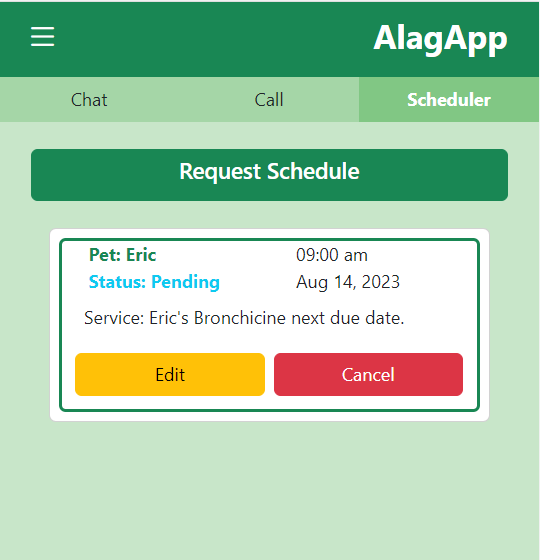 AlagApp
Chat Call Scheduler
Request Schedule
Pet: Eric 09:00 am
Status: Pending Aug 14, 2023
Service: Eric's Bronchicine next due date.
Edit Cancel